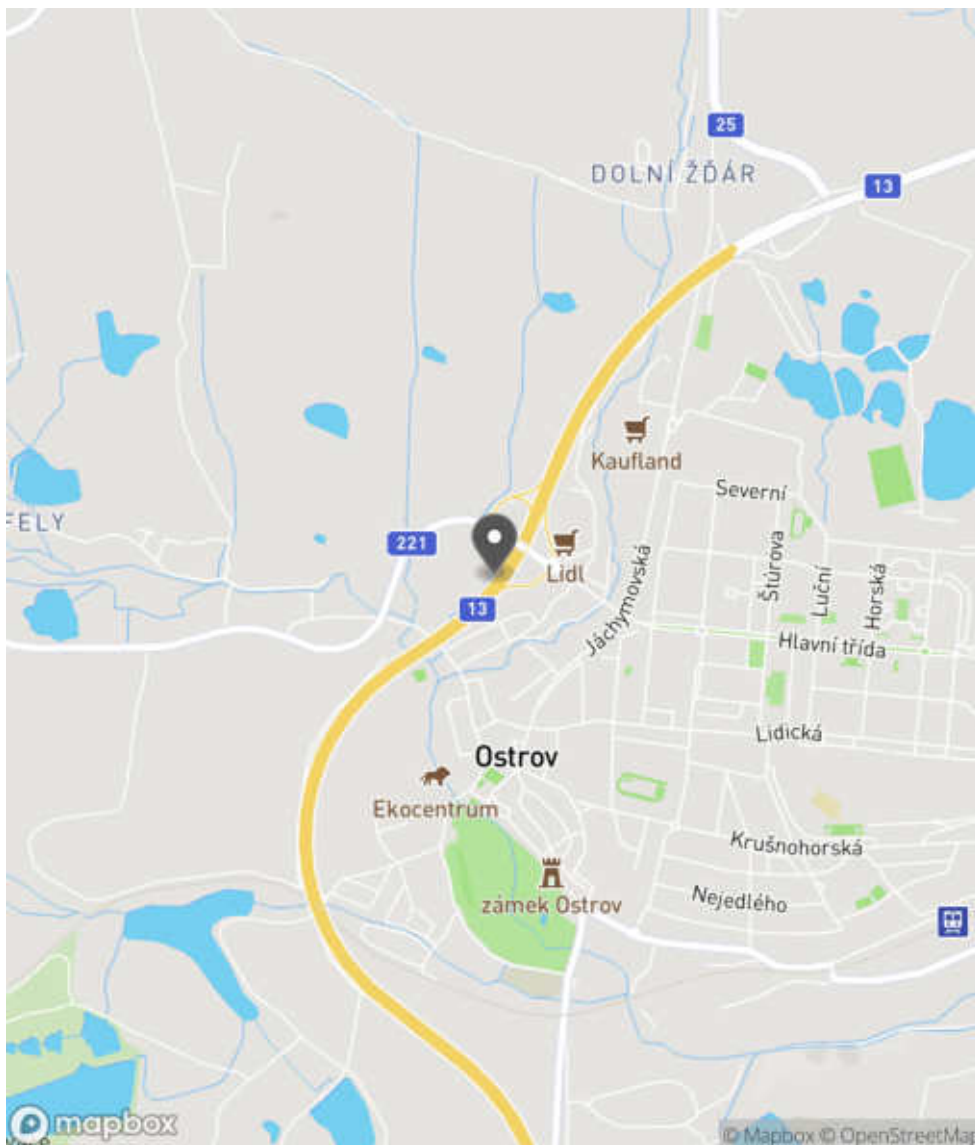 25
DOLNÍ ŽĎÁR
13
Kaufland
Severní
FELY
221
Lidl
Jáchymovská
Štúrova
Luční
Horská
13
Hlavní třída
Lidická
Ostrov
Ekocentrum
Krušnohorská
zámek Ostrov
Nejedlého
mapbox
© Mapbox © OpenStreetMap